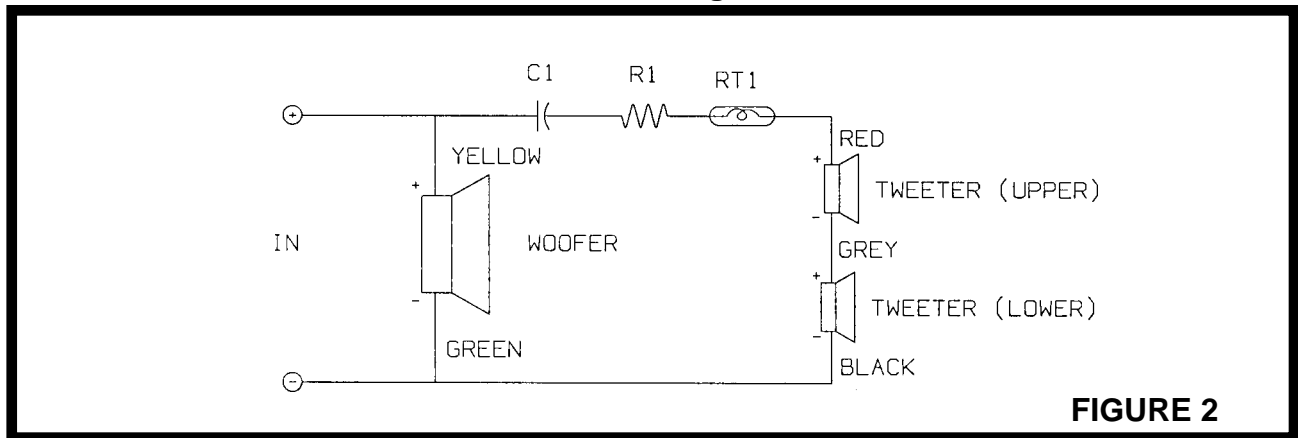 C1 R1 RT1
+
YELLOW RED
+ +
TWEETER (UPPER)
-
IN WOOFER GREY
+
- TWEETER (LOWER)
-
GREEN BLACK
-
FIGURE 2